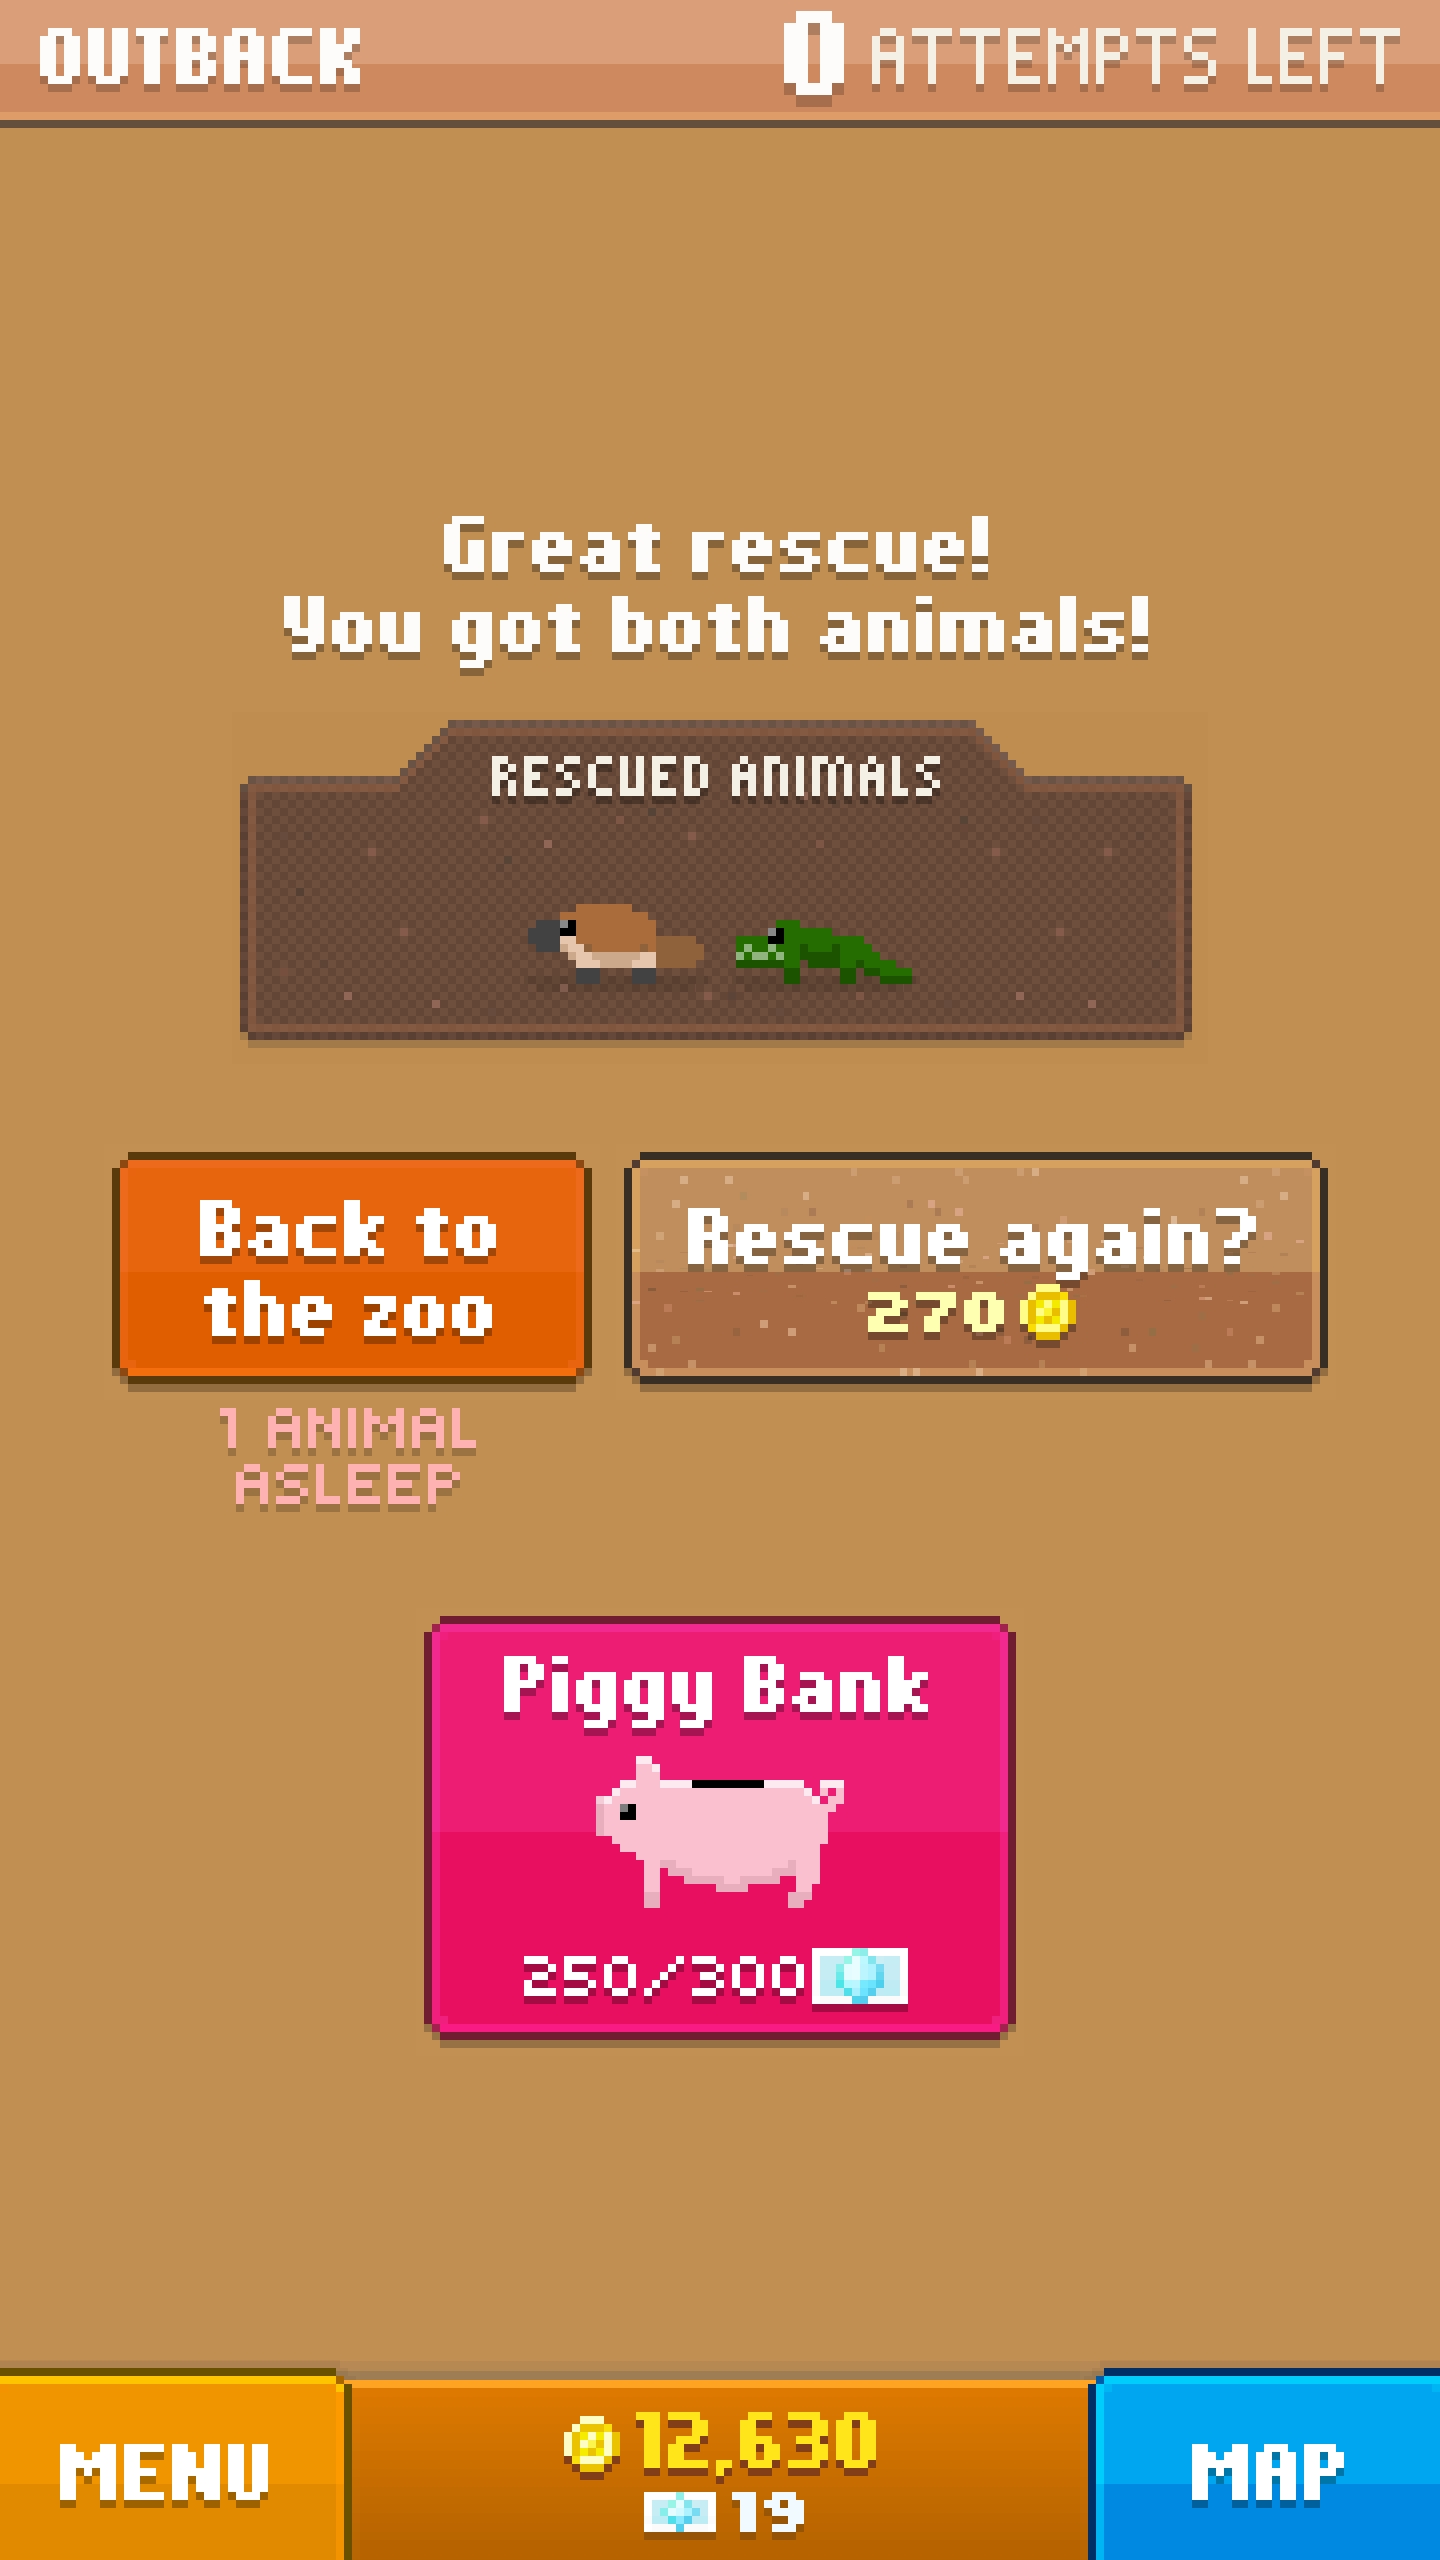 OUTBACK
0 ATTEMPTS LEFT
Great rescue!
You got both animals!
RESCUED ANIMALS
Back to
the zoo
Rescue again?
270
1 ANIMAL
ASLEEP
Piggy Bank
250/300
MENU
12,630
19
MAP